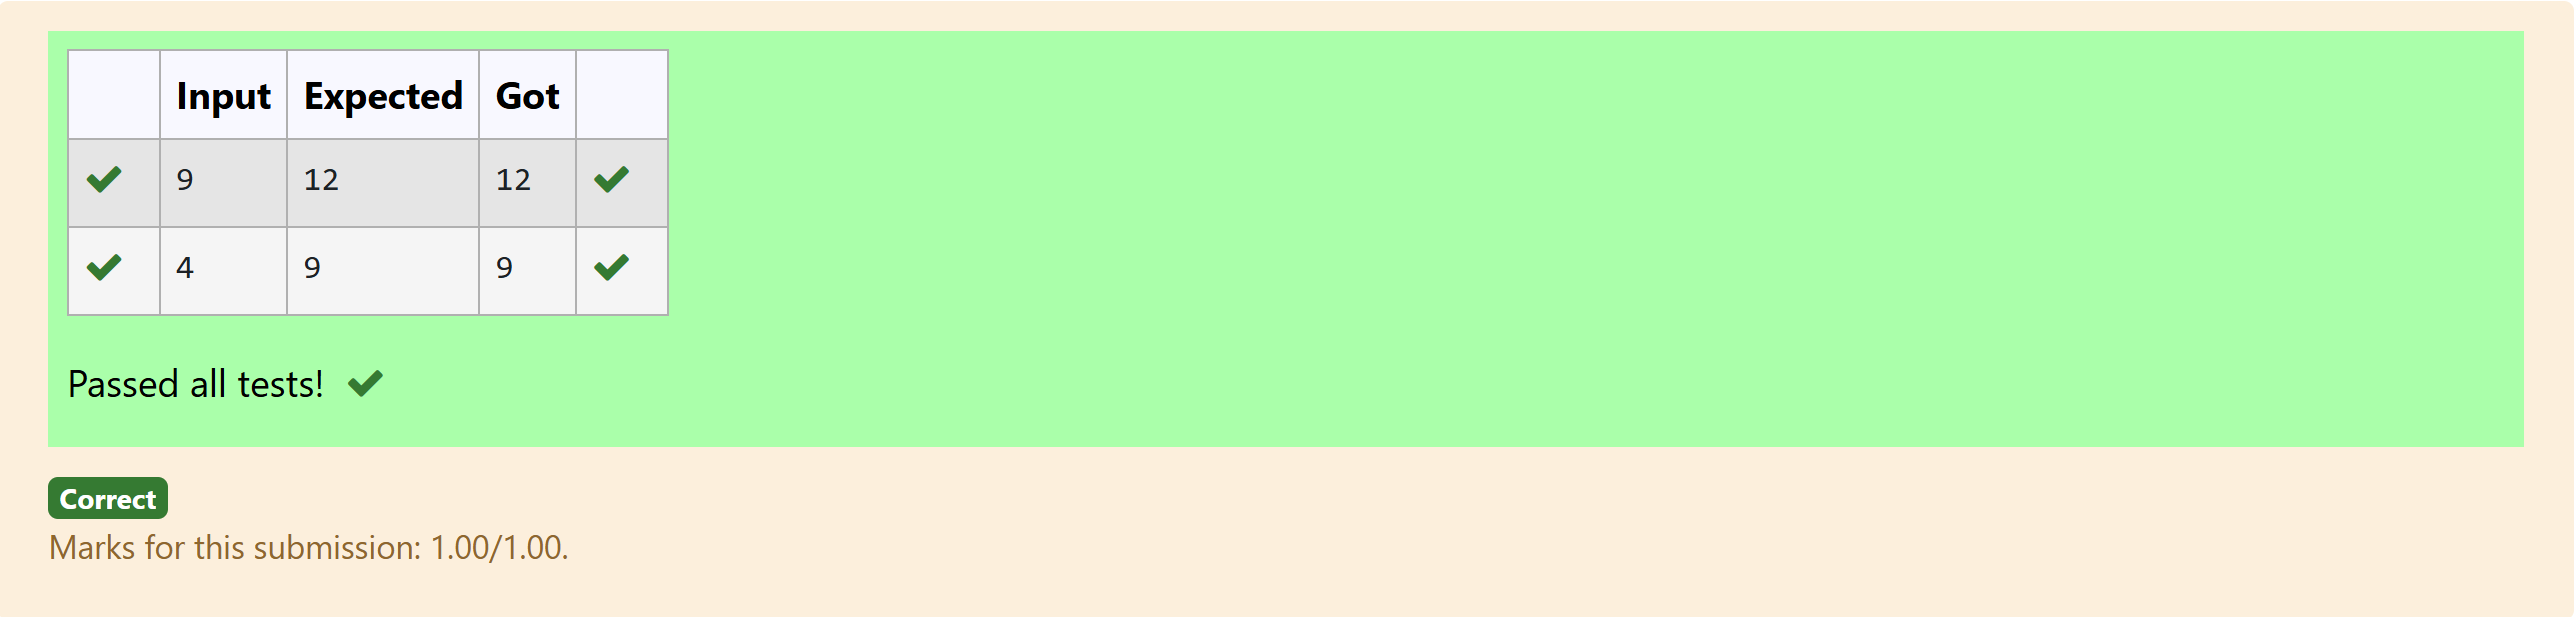 Input Expected Got
9 12 12
4 9 9
Passed all tests!
Correct
Marks for this submission: 1.00/1.00.